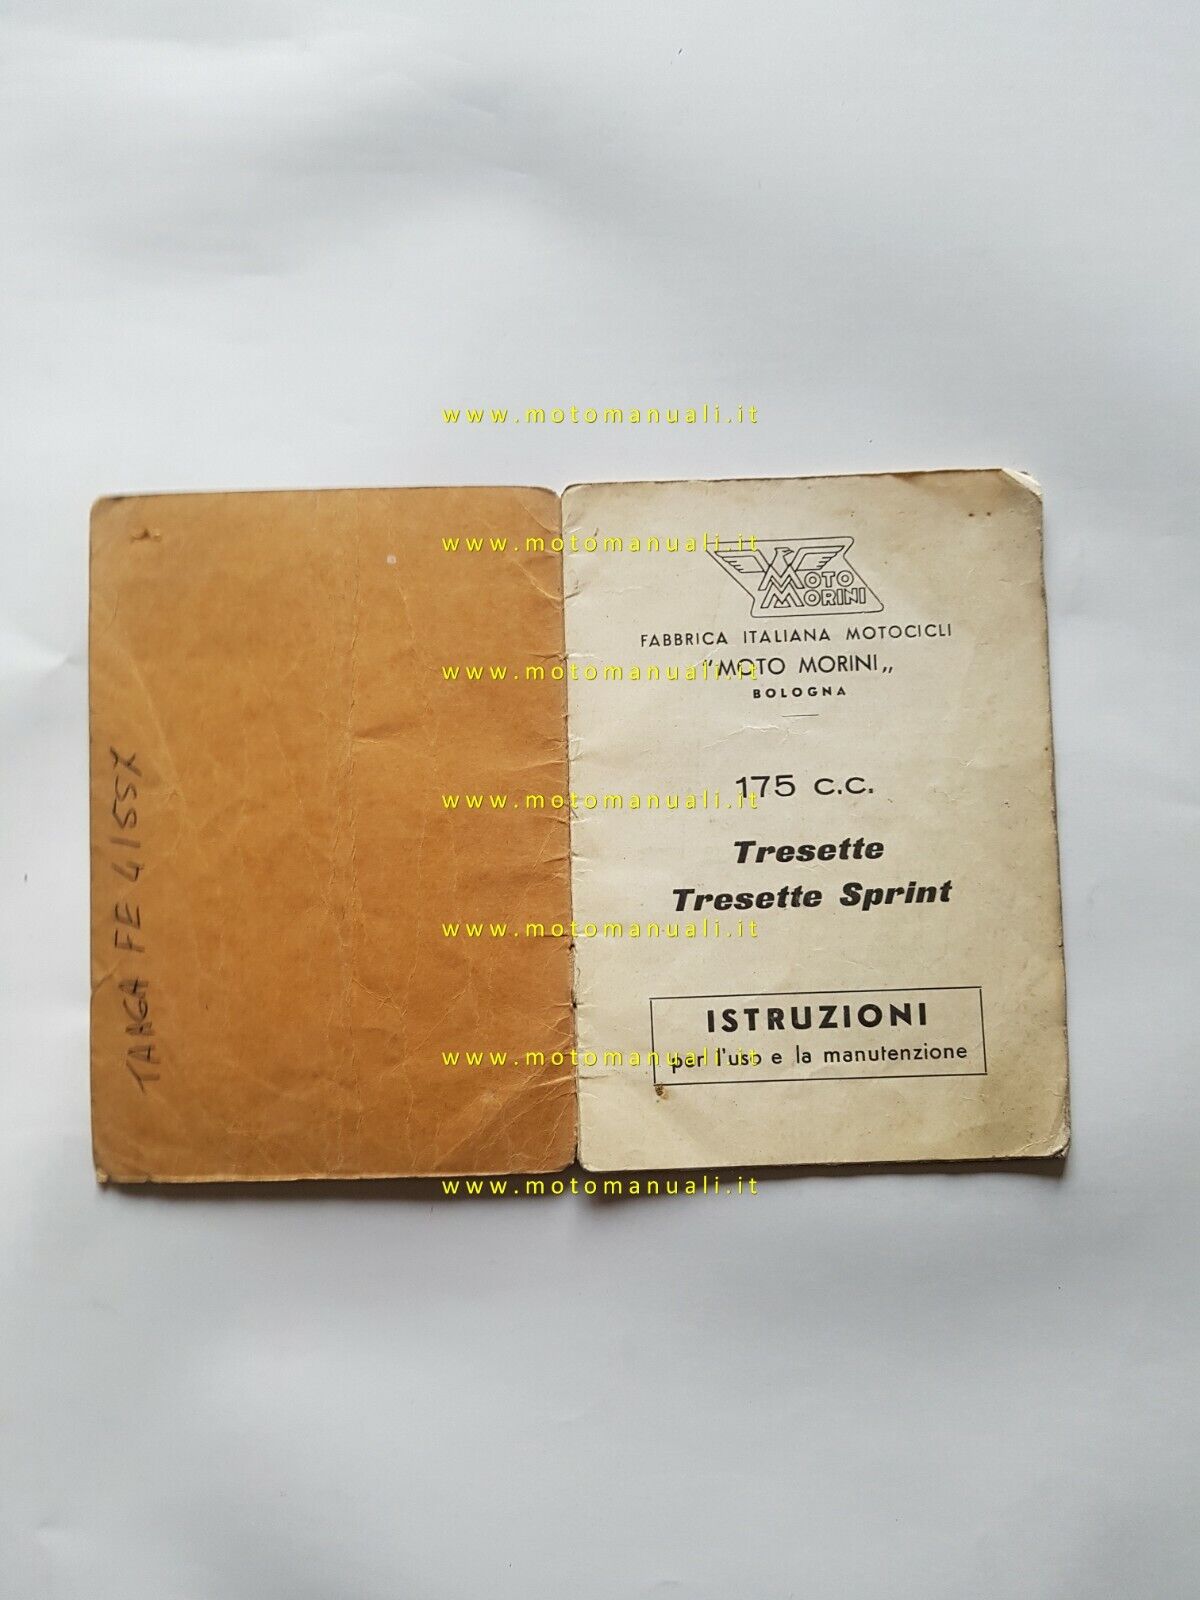 www.motomanuali.it
www.motomanuali.it
www.motomanuali.it
www.motomanuali.it
www.motomanuali.it
www.motomanuali.it
www.motomanuali.it
TARGA FE 41557
MOTO
MORINI
FABBRICA ITALIANA MOTOCICLI
"MOTO MORINI„
BOLOGNA
175 c.c.
Tresette
Tresette Sprint
ISTRUZIONI
per l'uso e la manutenzione